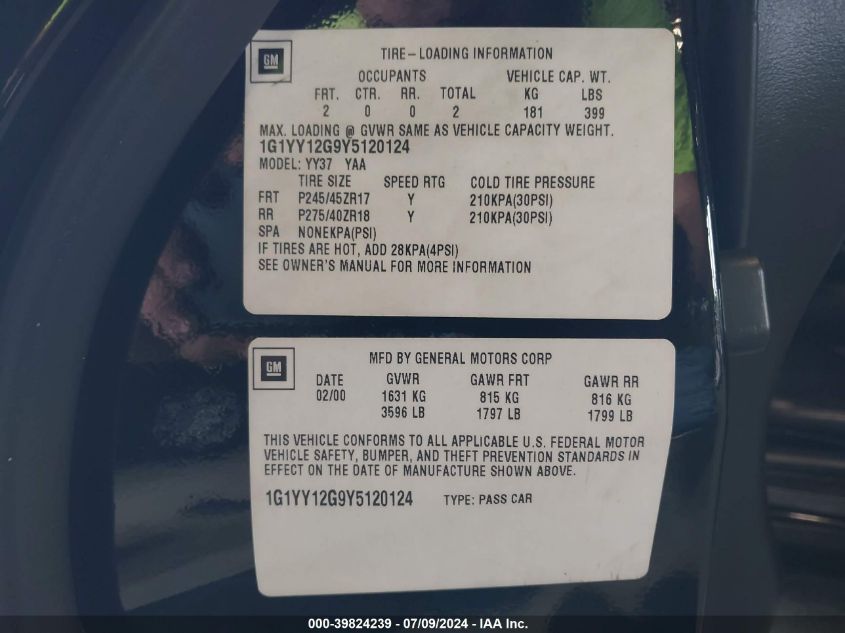 GM
TIRE-LOADING INFORMATION
OCCUPANTS VEHICLE CAP. WT.
FRT. CTR. RR. TOTAL KG LBS
2 0 0 2 181 399
MAX. LOADING @ GVWR SAME AS VEHICLE CAPACITY WEIGHT.
1G1YY12G9Y5120124
MODEL: YY37 YAA
TIRE SIZE SPEED RTG COLD TIRE PRESSURE
FRT P245/45ZR17 Y 210KPA(30PSI)
RR P275/40ZR18 Y 210KPA(30PSI)
SPA NONEKPA(PSI)
IF TIRES ARE HOT, ADD 28KPA(4PSI)
SEE OWNER'S MANUAL FOR MORE INFORMATION
GM
MFD BY GENERAL MOTORS CORP
DATE GVWR GAWR FRT GAWR RR
02/00 1631 KG 815 KG 816 KG
3596 LB 1797 LB 1799 LB
THIS VEHICLE CONFORMS TO ALL APPLICABLE U.S. FEDERAL MOTOR
VEHICLE SAFETY, BUMPER, AND THEFT PREVENTION STANDARDS IN
EFFECT ON THE DATE OF MANUFACTURE SHOWN ABOVE.
1G1YY12G9Y5120124 TYPE: PASS CAR
000-39824239 - 07/09/2024 - IAA Inc.